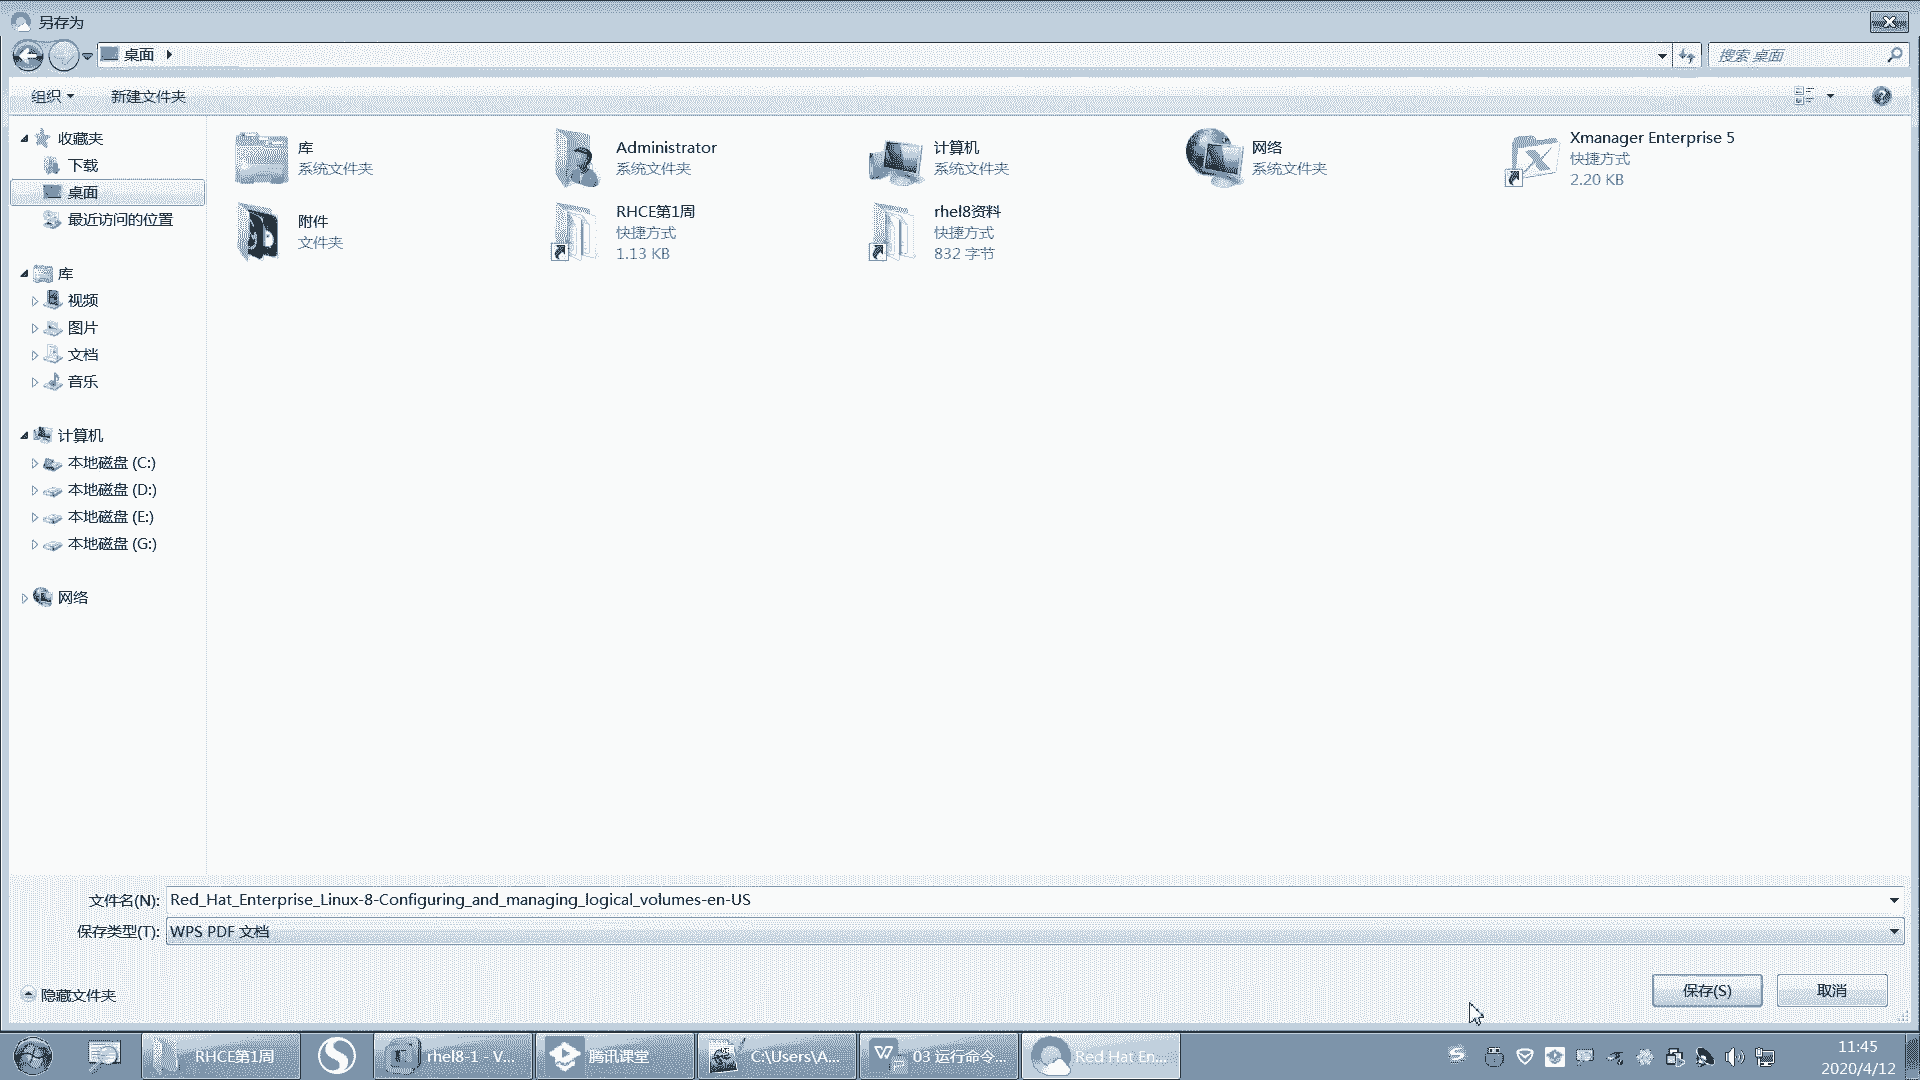 另存为
桌面
搜索 桌面
组织
新建文件夹
收藏夹
下载
桌面
最近访问的位置
库
视频
图片
文档
音乐
计算机
本地磁盘 (C:)
本地磁盘 (D:)
本地磁盘 (E:)
本地磁盘 (G:)
网络
库
系统文件夹
Administrator
系统文件夹
计算机
系统文件夹
网络
系统文件夹
Xmanager Enterprise 5
快捷方式
2.20 KB
附件
文件夹
RHCE第1周
快捷方式
1.13 KB
rhel8资料
快捷方式
832 字节
文件名(N):
Red_Hat_Enterprise_Linux-8-Configuring_and_managing_logical_volumes-en-US
保存类型(T):
WPS PDF 文档
隐藏文件夹
保存(S)
取消
RHCE第1周
rhel8-1 - V...
腾讯课堂
C:\Users\A...
03 运行命令...
Red Hat En...
11:45
2020/4/12